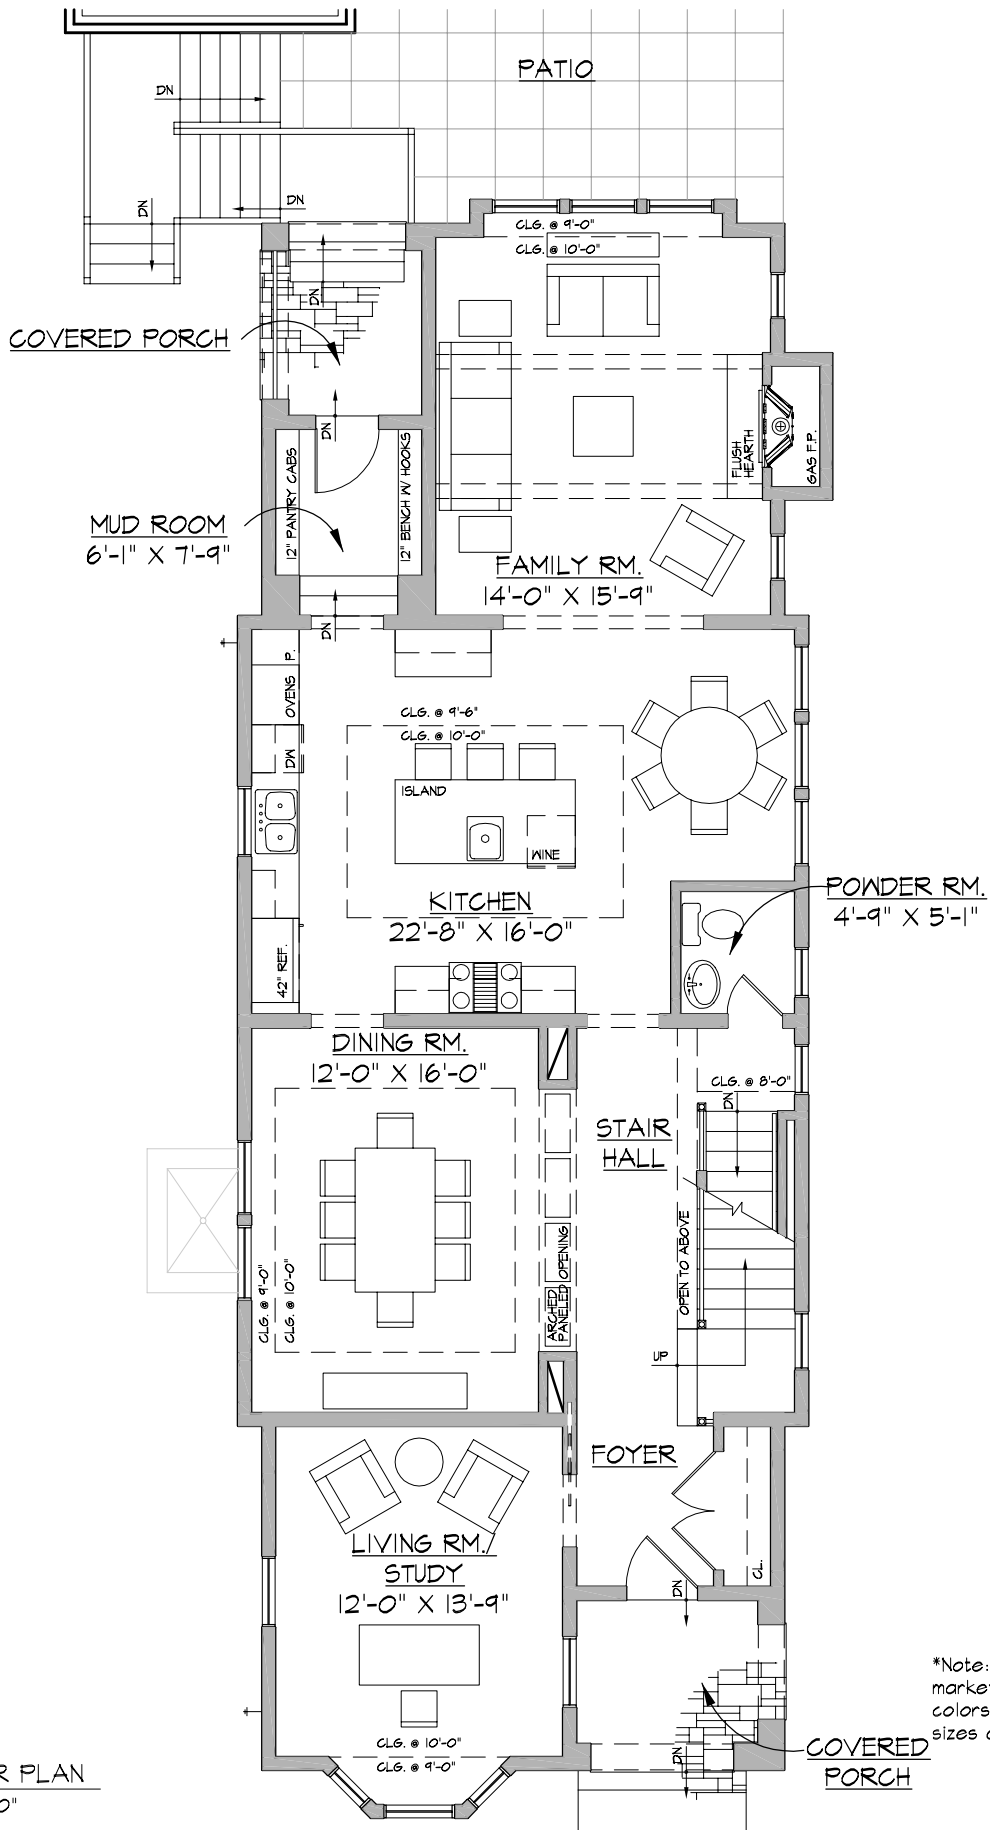 PATIO
DN
DN
DN
CLG. @ 9'-0"
CLG. @ 10'-0"
DN
COVERED PORCH
DN
FLUSH
HEARTH
GAS F.P.
12" PANTRY CABS
12" BENCH W/ HOOKS
MUD ROOM
6'-1" X 7'-9"
FAMILY RM.
14'-0" X 15'-9"
DN
P.
OVENS
DW
CLG. @ 9'-6"
CLG. @ 10'-0"
ISLAND
WINE
KITCHEN
22'-8" X 16'-0"
POWDER RM.
4'-9" X 5'-1"
42" REF.
DINING RM.
12'-0" X 16'-0"
CLG. @ 8'-0"
DN
STAIR
HALL
OPEN TO ABOVE
ARCHED
PANELED OPENING
CLG. @ 9'-0"
CLG. @ 10'-0"
UP
FOYER
LIVING RM./
STUDY
12'-0" X 13'-9"
CL.
DN
*Note:
market
colors
sizes
CLG. @ 10'-0"
CLG. @ 9'-0"
DN
COVERED
PORCH
R PLAN
0"